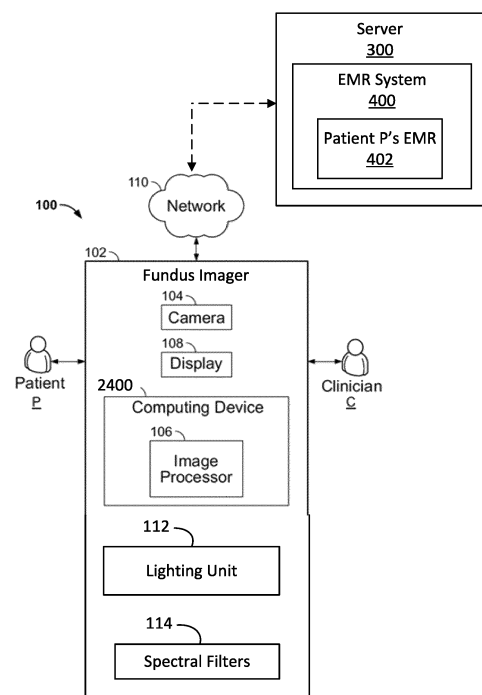 Server
300
EMR System
400
Patient P's EMR
402
110
Network
100
102
Fundus Imager
104
Camera
108
Display
Patient
P
Clinician
C
2400
Computing Device
106
Image
Processor
112
Lighting Unit
114
Spectral Filters